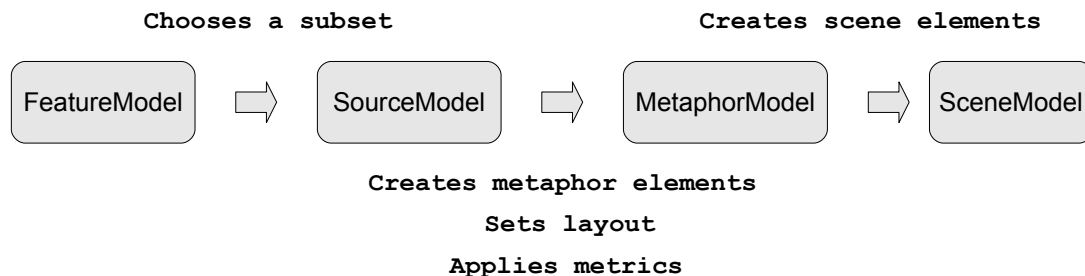 Chooses a subset
Creates scene elements
FeatureModel
SourceModel
MetaphorModel
SceneModel
Creates metaphor elements
Sets layout
Applies metrics